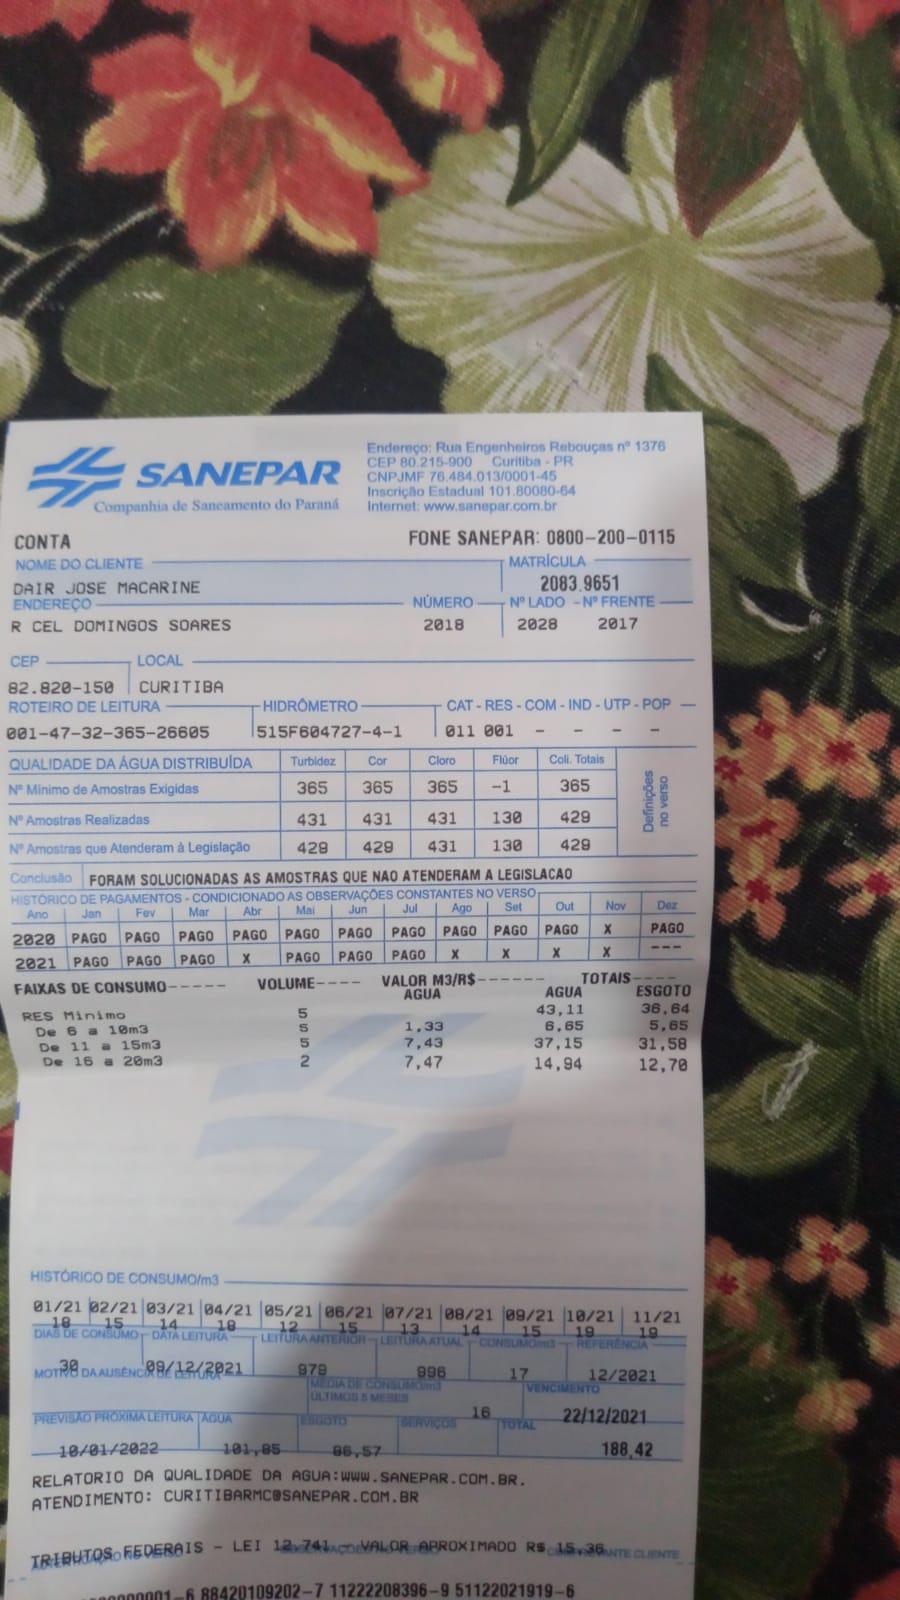 SANEPAR
Companhia de Saneamento do Paraná
Endereço: Rua Engenheiros Rebouças nº 1376
CEP 80.215-900 Curitiba - PR
CNPJMF 76.484.013/0001-45
Inscrição Estadual 101.80080-64
Internet: www.sanepar.com.br
CONTA FONE SANEPAR: 0800-200-0115
NOME DO CLIENTE MATRÍCULA
DAIR JOSE MACARINE 2083.9651
ENDEREÇO NÚMERO Nº LADO - Nº FRENTE
R CEL DOMINGOS SOARES 2018 2028 2017
CEP LOCAL
82.820-150 CURITIBA
ROTEIRO DE LEITURA HIDRÔMETRO CAT - RES - COM - IND - UTP - POP
001-47-32-365-26605 515F604727-4-1 011 001 - - - -
QUALIDADE DA ÁGUA DISTRIBUÍDA Turbidez Cor Cloro Flúor Coli. Totais
Nº Mínimo de Amostras Exigidas 365 365 365 -1 365
Nº Amostras Realizadas 431 431 431 130 429
Nº Amostras que Atenderam à Legislação 429 429 431 130 429
Definições no verso
Conclusão FORAM SOLUCIONADAS AS AMOSTRAS QUE NAO ATENDERAM A LEGISLACAO
HISTÓRICO DE PAGAMENTOS - CONDICIONADO AS OBSERVAÇÕES CONSTANTES NO VERSO
Ano Jan Fev Mar Abr Mai Jun Jul Ago Set Out Nov Dez
2020 PAGO PAGO PAGO PAGO PAGO PAGO PAGO PAGO PAGO PAGO X PAGO
2021 PAGO PAGO PAGO X PAGO PAGO PAGO X X X X ---
FAIXAS DE CONSUMO----- VOLUME---- VALOR M3/R$------ TOTAIS----
AGUA AGUA ESGOTO
RES Minimo 5 43,11 36,64
De 6 a 10m3 5 1,33 6,65 5,65
De 11 a 15m3 5 7,43 37,15 31,58
De 16 a 20m3 2 7,47 14,94 12,70
HISTÓRICO DE CONSUMO/m3
01/21 02/21 03/21 04/21 05/21 06/21 07/21 08/21 09/21 10/21 11/21
18 15 14 18 12 15 13 14 15 19 19
DIAS DE CONSUMO DATA LEITURA LEITURA ANTERIOR LEITURA ATUAL CONSUMO/m3 REFERÊNCIA
30 09/12/2021 979 996 17 12/2021
MOTIVO DA AUSÊNCIA DE LEITURA MÉDIA DE CONSUMO/m3 VENCIMENTO
ÚLTIMOS 5 MESES
16 22/12/2021
PREVISÃO PRÓXIMA LEITURA ÁGUA ESGOTO SERVIÇOS TOTAL
10/01/2022 101,85 86,57 188,42
RELATORIO DA QUALIDADE DA AGUA:WWW.SANEPAR.COM.BR.
ATENDIMENTO: CURITIBARMC@SANEPAR.COM.BR
TRIBUTOS FEDERAIS - LEI 12.741 - VALOR APROXIMADO R$ 15,36
AUTENTICAÇÃO NO VERSO COMPROVANTE CLIENTE
88420109202-7 11222208396-9 51122021919-6